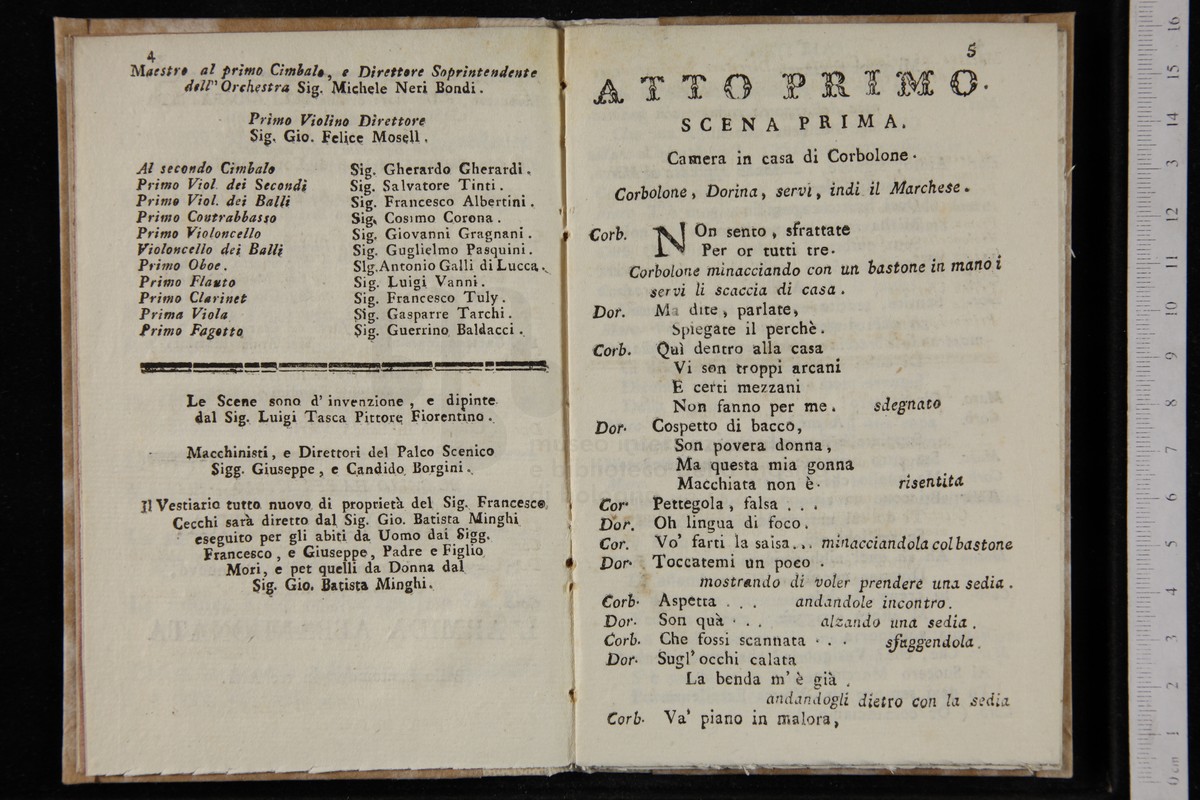 4
Maestro al primo Cimbalo, e Direttore Soprintendente
dell' Orchestra Sig. Michele Neri Bondi.
Primo Violino Direttore
Sig. Gio. Felice Mosell.
Al secondo Cimbalo Sig. Gherardo Gherardi.
Primo Viol. dei Secondi Sig. Salvatore Tinti.
Primo Viol. dei Balli Sig. Francesco Albertini.
Primo Contrabbasso Sig. Cosimo Corona.
Primo Violoncello Sig. Giovanni Gragnani.
Violoncello dei Balli Sig. Guglielmo Pasquini.
Primo Oboe. Sig. Antonio Galli di Lucca.
Primo Flauto Sig. Luigi Vanni.
Primo Clarinet Sig. Francesco Tuly.
Prima Viola Sig. Gasparre Tarchi.
Primo Fagotto Sig. Guerrino Baldacci.
Le Scene sono d' invenzione, e dipinte
dal Sig. Luigi Tasca Pittore Fiorentino.
Macchinisti, e Direttori del Palco Scenico
Sigg. Giuseppe, e Candido Borgini.
Il Vestiario tutto nuovo di proprietà del Sig. Francesco
Cecchi sarà diretto dal Sig. Gio. Batista Minghi
eseguito per gli abiti da Uomo dai Sigg.
Francesco, e Giuseppe, Padre e Figlio
Mori, e pet quelli da Donna dal
Sig. Gio. Batista Minghi.
5
ATTO PRIMO.
SCENA PRIMA.
Camera in casa di Corbolone.
Corbolone, Dorina, servi, indi il Marchese.
Corb. NOn sento, sfrattate
Per or tutti tre.
Corbolone minacciando con un bastone in mano i
servi li scaccia di casa.
Dor. Ma dite, parlate,
Spiegate il perchè.
Corb. Quì dentro alla casa
Vi son troppi arcani
E certi mezzani
Non fanno per me. sdegnato
Dor. Cospetto di bacco,
Son povera donna,
Ma questa mia gonna
Macchiata non è. risentita
Cor. Pettegola, falsa . . .
Dor. Oh lingua di foco.
Cor. Vo' farti la salsa... minacciandola col bastone
Dor. Toccatemi un poco .
mostrando di voler prendere una sedia.
Corb. Aspetta . . . andandole incontro.
Dor. Son quà . . . alzando una sedia.
Corb. Che fossi scannata . . . sfuggendola.
Dor. Sugl' occhi calata
La benda m' è già .
andandogli dietro con la sedia
Corb. Va' piano in malora,